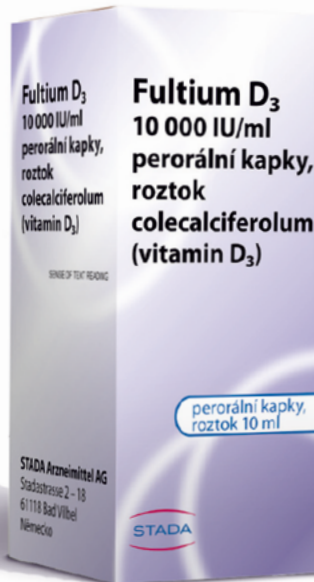 Fultium D₃
10 000 IU/ml
perorální kapky,
roztok
colecalciferolum
(vitamin D₃)
SENSE OF TEXT READING
STADA Arzneimittel AG
Stadastrasse 2 – 18
61118 Bad Vilbel
Německo
Fultium D₃
10 000 IU/ml
perorální kapky,
roztok
colecalciferolum
(vitamin D₃)
perorální kapky,
roztok 10 ml
STADA